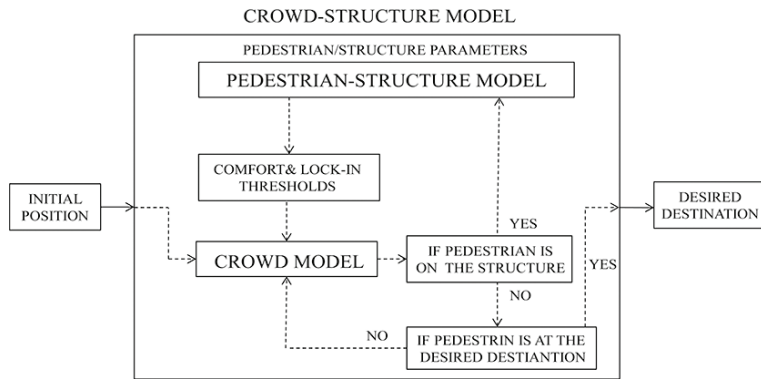 CROWD-STRUCTURE MODEL
PEDESTRIAN/STRUCTURE PARAMETERS
PEDESTRIAN-STRUCTURE MODEL
COMFORT& LOCK-IN
THRESHOLDS
INITIAL
POSITION
DESIRED
DESTINATION
YES
CROWD MODEL
IF PEDESTRIAN IS
ON THE STRUCTURE
YES
NO
NO
IF PEDESTRIN IS AT THE
DESIRED DESTIANTION